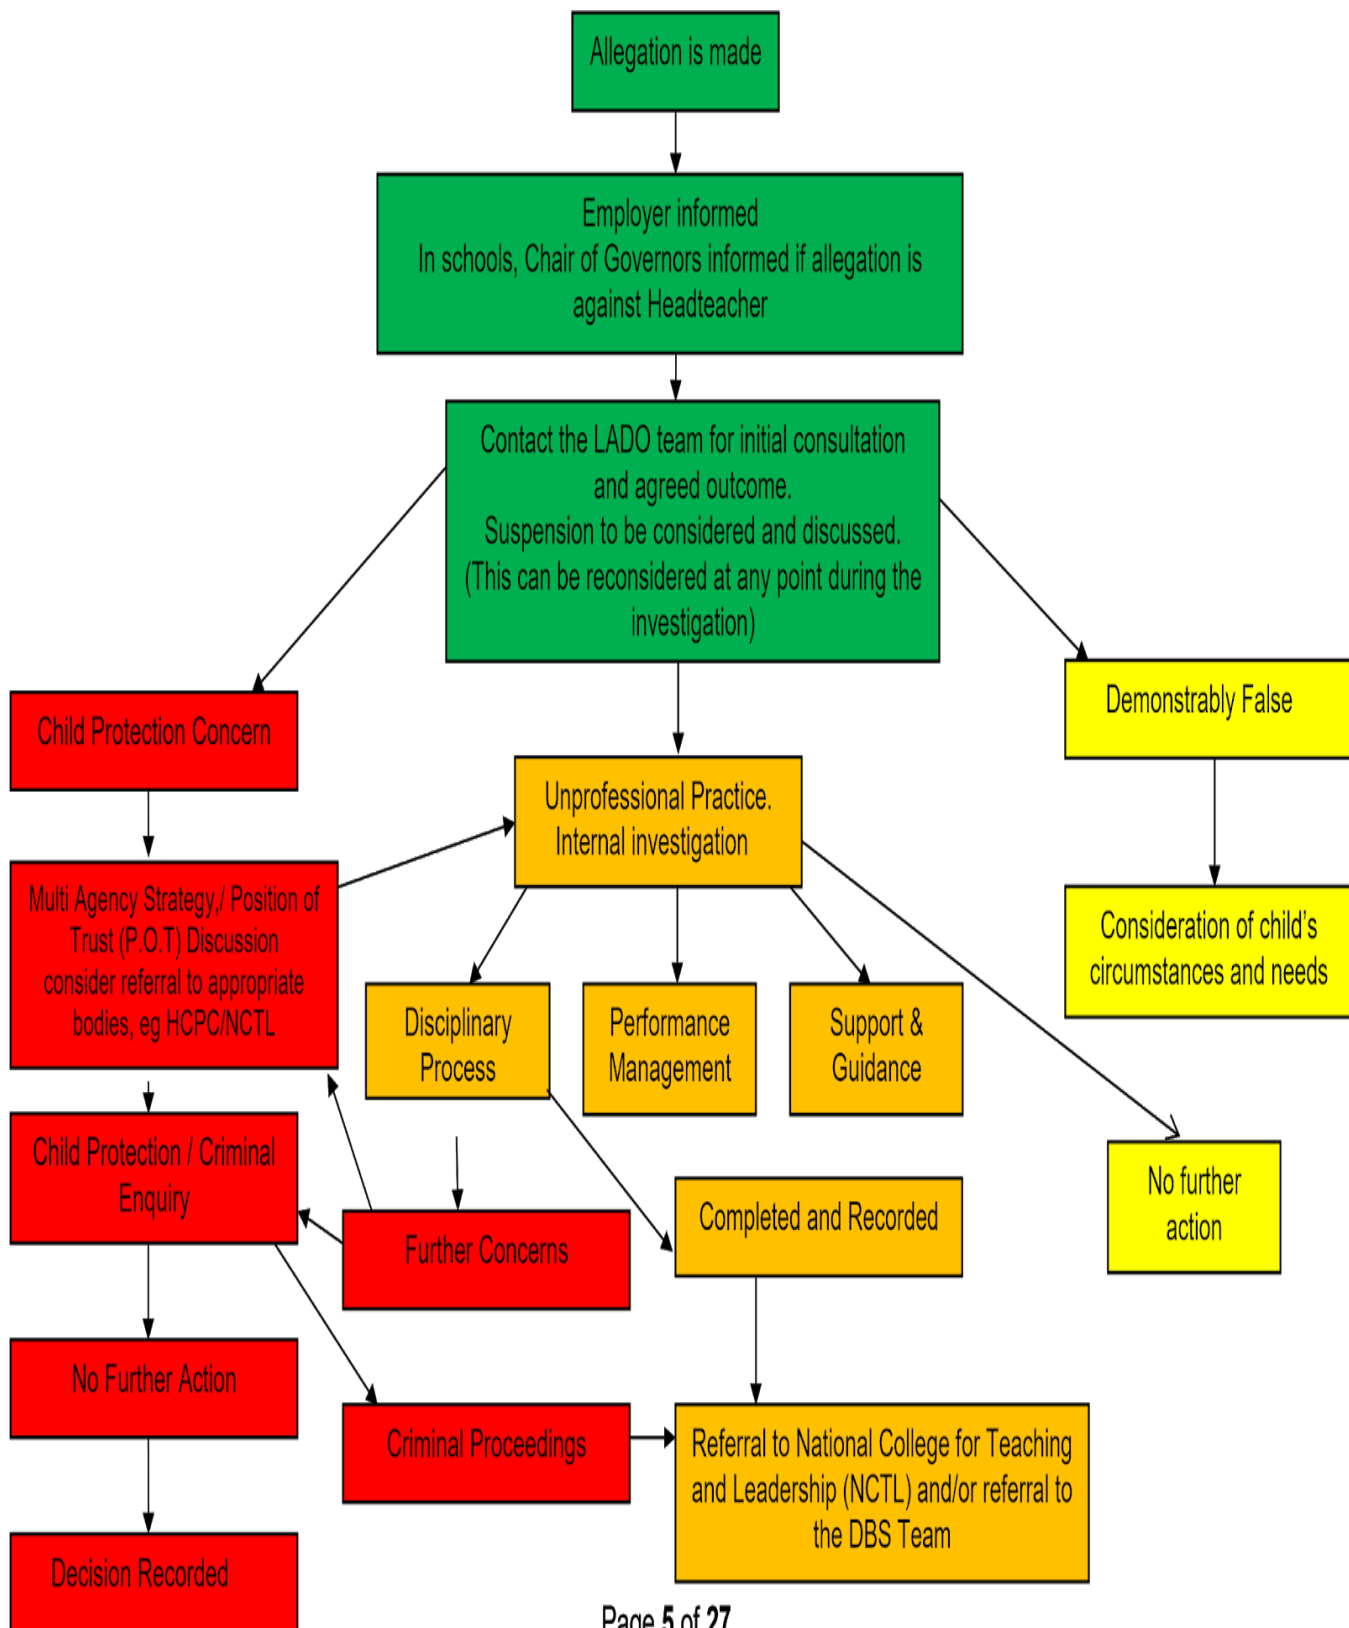 Allegation is made
Employer informed
In schools, Chair of Governors informed if allegation is
against Headteacher
Contact the LADO team for initial consultation
and agreed outcome.
Suspension to be considered and discussed.
(This can be reconsidered at any point during the
investigation)
Child Protection Concern
Demonstrably False
Unprofessional Practice.
Internal investigation
Multi Agency Strategy,/ Position of
Trust (P.O.T) Discussion
consider referral to appropriate
bodies, eg HCPC/NCTL
Consideration of child's
circumstances and needs
Disciplinary
Process
Performance
Management
Support &
Guidance
Child Protection / Criminal
Enquiry
Further Concerns
Completed and Recorded
No further
action
No Further Action
Criminal Proceedings
Referral to National College for Teaching
and Leadership (NCTL) and/or referral to
the DBS Team
Decision Recorded
Page 5 of 27